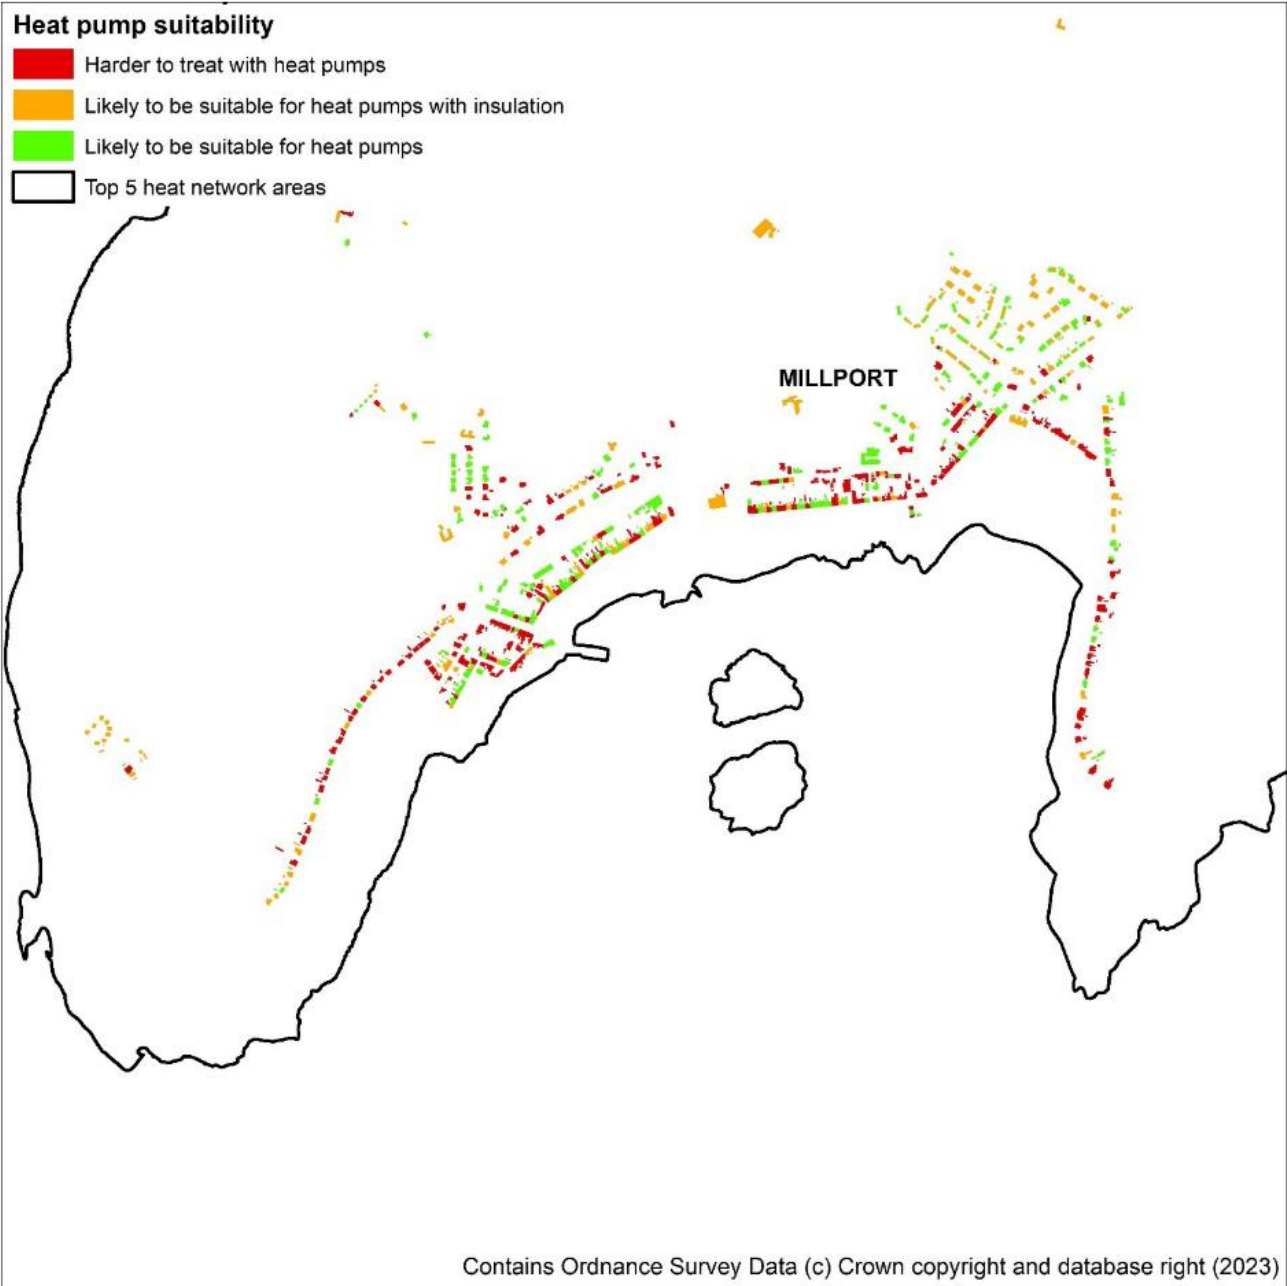 Heat pump suitability
Harder to treat with heat pumps
Likely to be suitable for heat pumps with insulation
Likely to be suitable for heat pumps
Top 5 heat network areas
MILLPORT
Contains Ordnance Survey Data (c) Crown copyright and database right (2023)